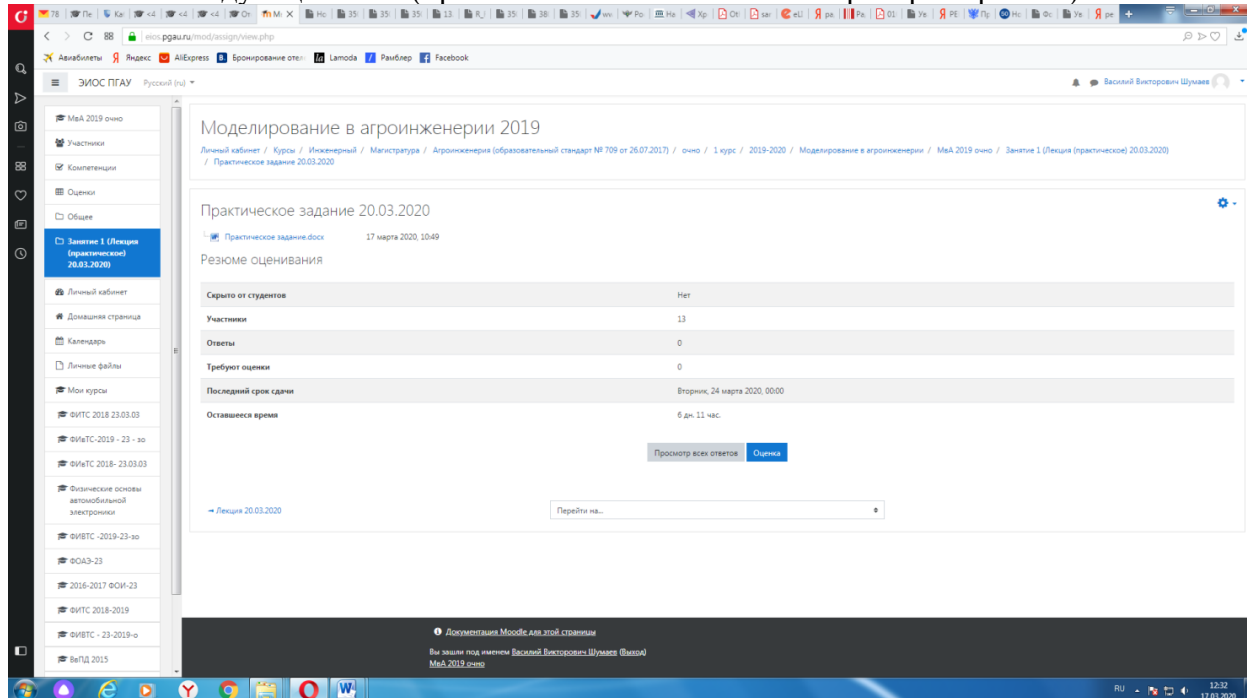 eios.pgau.ru/mod/assign/view.php
Авиабилеты Яндекс AliExpress Бронирование отел Lamoda Рамблер Facebook
ЭИОС ПГАУ Русский (ru)
Василий Викторович Шумаев
МвА 2019 очно
Участники
Компетенции
Оценки
Общее
Занятие 1 (Лекция
(практическое)
20.03.2020)
Личный кабинет
Домашняя страница
Календарь
Личные файлы
Мои курсы
ФИТС 2018 23.03.03
ФИвТС-2019 - 23 - зо
ФИвТС 2018- 23.03.03
Физические основы
автомобильной
электроники
ФИВТС -2019-23-зо
ФОАЭ-23
2016-2017 ФОИ-23
ФИТС 2018-2019
ФИВТС - 23-2019-о
ВвПД 2015
Моделирование в агроинженерии 2019
Личный кабинет / Курсы / Инженерный / Магистратура / Агроинженерия (образовательный стандарт № 709 от 26.07.2017) / очно / 1 курс / 2019-2020 / Моделирование в агроинженерии / МвА 2019 очно / Занятие 1 (Лекция (практическое) 20.03.2020)
/ Практическое задание 20.03.2020
Практическое задание 20.03.2020
Практическое задание.docx 17 марта 2020, 10:49
Резюме оценивания
Скрыто от студентов Нет
Участники 13
Ответы 0
Требуют оценки 0
Последний срок сдачи Вторник, 24 марта 2020, 00:00
Оставшееся время 6 дн. 11 час.
Просмотр всех ответов Оценка
→ Лекция 20.03.2020 Перейти на...
Документация Moodle для этой страницы
Вы зашли под именем Василий Викторович Шумаев (Выход)
МвА 2019 очно
RU 12:32
17.03.2020